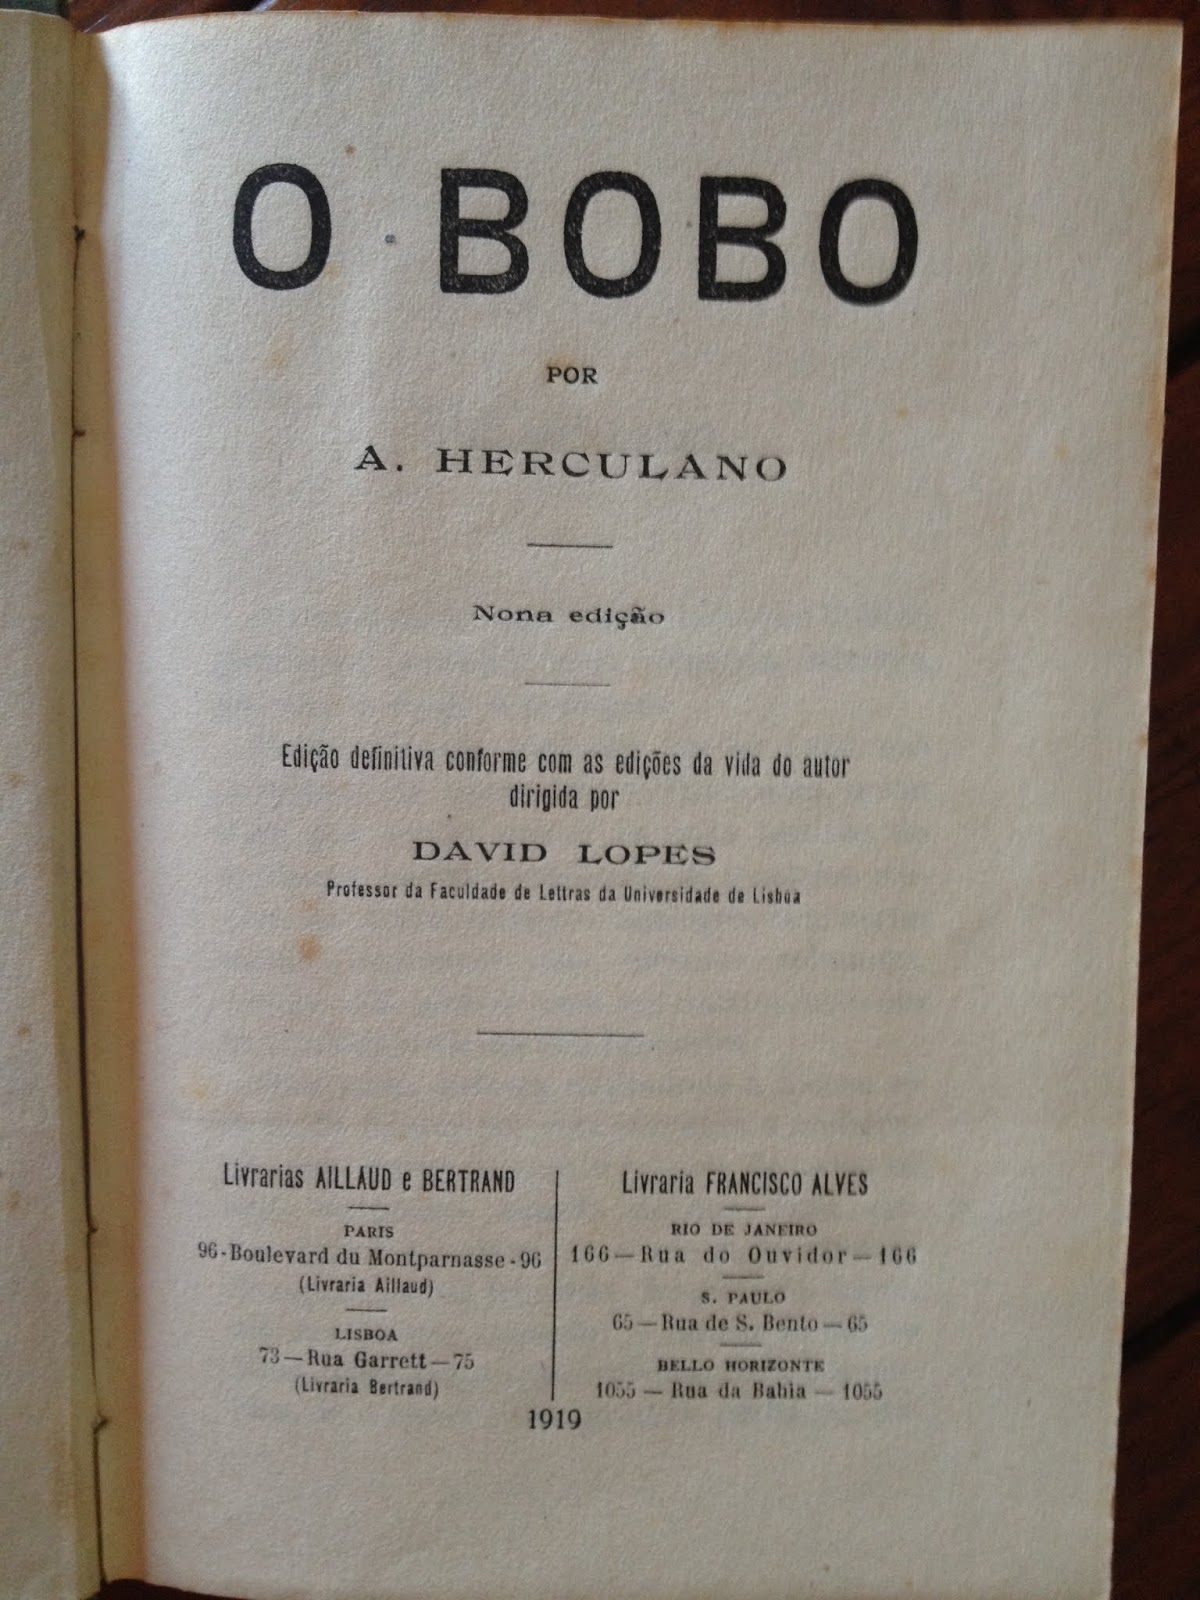 O BOBO
POR
A. HERCULANO
Nona edição
Edição definitiva conforme com as edições da vida do autor
dirigida por
DAVID LOPES
Professor da Faculdade de Lettras da Universidade de Lisboa
Livrarias AILLAUD e BERTRAND
PARIS
96-Boulevard du Montparnasse-96
(Livraria Aillaud)
LISBOA
73—Rua Garrett—75
(Livraria Bertrand)
Livraria FRANCISCO ALVES
RIO DE JANEIRO
166—Rua do Ouvidor—166
S. PAULO
65—Rua de S. Bento—65
BELLO HORIZONTE
1055 — Rua da Bahia — 1055
1919